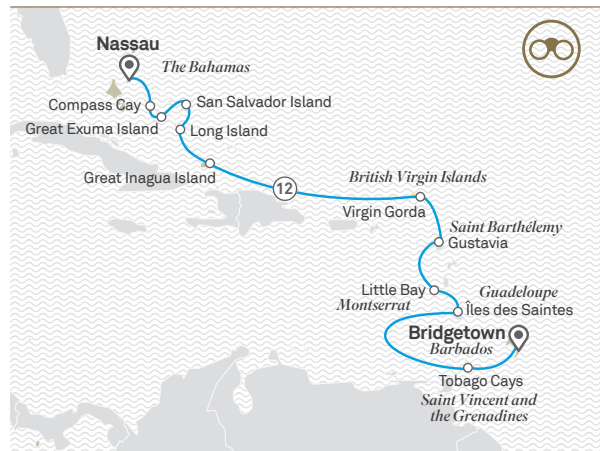 Nassau
The Bahamas
Compass Cay
San Salvador Island
Great Exuma Island
Long Island
Great Inagua Island
12
British Virgin Islands
Virgin Gorda
Saint Barthélemy
Gustavia
Little Bay
Montserrat
Guadeloupe
Îles des Saintes
Bridgetown
Barbados
Tobago Cays
Saint Vincent and
the Grenadines